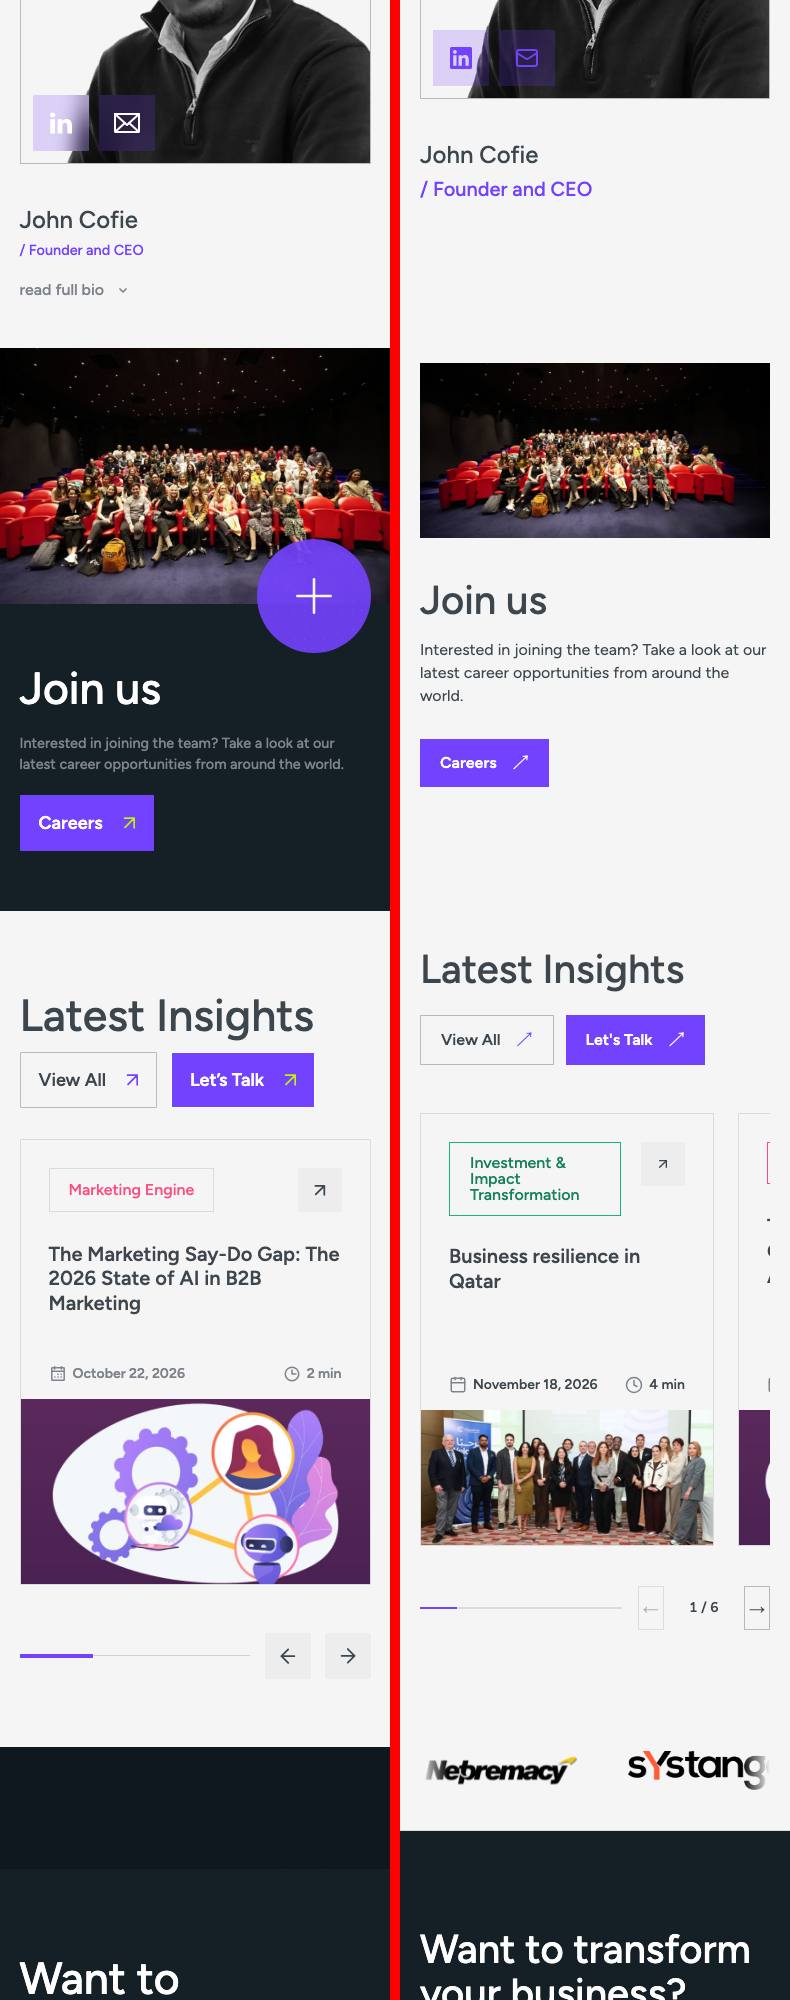 in
John Cofie
/ Founder and CEO
read full bio
Join us
Interested in joining the team? Take a look at our
latest career opportunities from around the world.
Careers
Latest Insights
View All
Let’s Talk
Marketing Engine
The Marketing Say-Do Gap: The
2026 State of AI in B2B
Marketing
October 22, 2026
2 min
Want to
in
John Cofie
/ Founder and CEO
Join us
Interested in joining the team? Take a look at our
latest career opportunities from around the
world.
Careers
Latest Insights
View All
Let's Talk
Investment &
Impact
Transformation
Business resilience in
Qatar
November 18, 2026
4 min
1 / 6
Nepremacy
sYstang
Want to transform
your business?